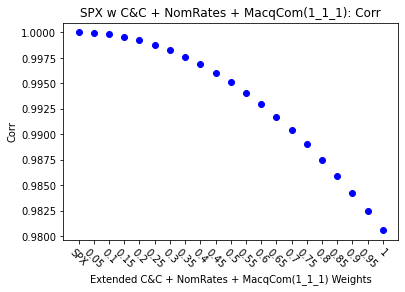 SPX w C&C + NomRates + MacqCom(1_1_1): Corr
1.0000
0.9975
0.9950
0.9925
0.9900
0.9875
0.9850
0.9825
0.9800
Corr
SPX 0.05 0.1 0.15 0.2 0.25 0.3 0.35 0.4 0.45 0.5 0.55 0.6 0.65 0.7 0.75 0.8 0.85 0.9 0.95 1
Extended C&C + NomRates + MacqCom(1_1_1) Weights